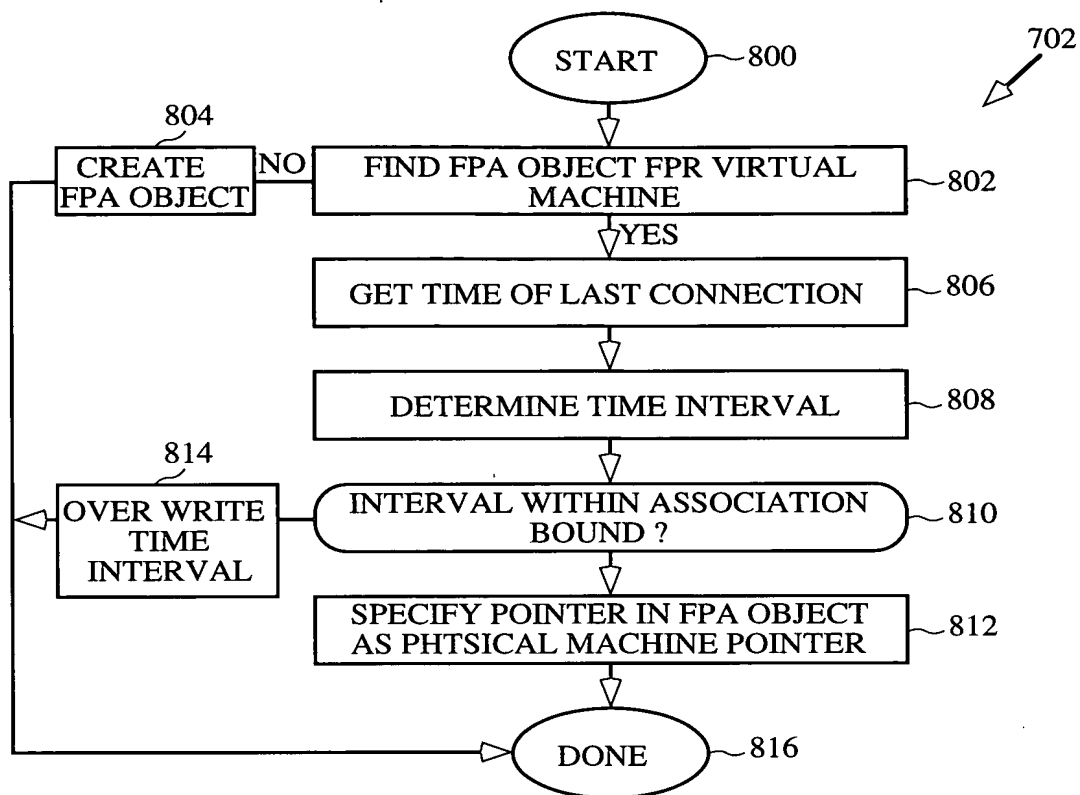 START
800
702
804
CREATE
FPA OBJECT
NO
FIND FPA OBJECT FPR VIRTUAL
MACHINE
802
YES
GET TIME OF LAST CONNECTION
806
DETERMINE TIME INTERVAL
808
814
OVER WRITE
TIME
INTERVAL
INTERVAL WITHIN ASSOCIATION
BOUND ?
810
SPECIFY POINTER IN FPA OBJECT
AS PHTSICAL MACHINE POINTER
812
DONE
816